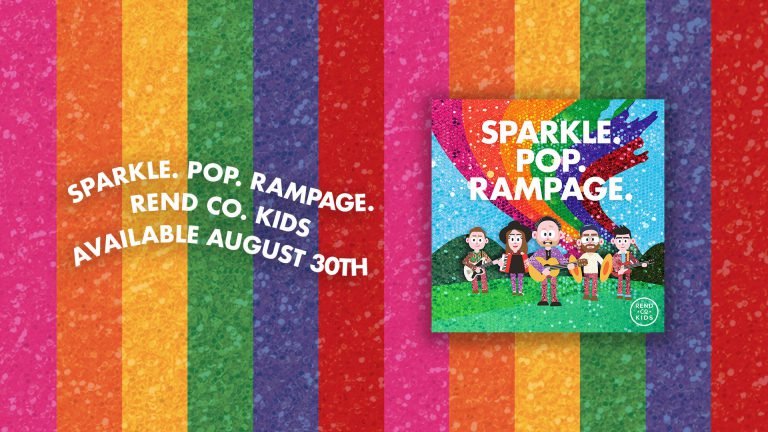 SPARKLE. POP. RAMPAGE.
REND CO. KIDS
AVAILABLE AUGUST 30TH
SPARKLE.
POP.
RAMPAGE.
REND
CO
KIDS